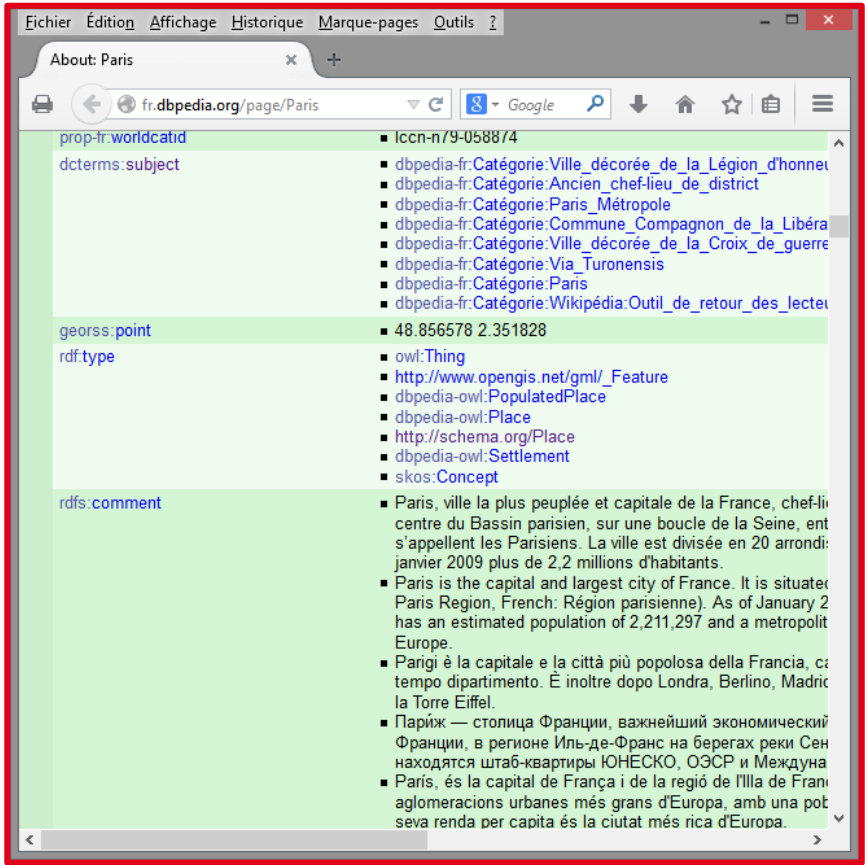 Fichier Édition Affichage Historique Marque-pages Outils ?
About: Paris
fr.dbpedia.org/page/Paris
8 Google
prop-fr:worldcatid
lccn-n79-058874
dcterms:subject
dbpedia-fr:Catégorie:Ville_décorée_de_la_Légion_d'honneu
dbpedia-fr:Catégorie:Ancien_chef-lieu_de_district
dbpedia-fr:Catégorie:Paris_Métropole
dbpedia-fr:Catégorie:Commune_Compagnon_de_la_Libéra
dbpedia-fr:Catégorie:Ville_décorée_de_la_Croix_de_guerre
dbpedia-fr:Catégorie:Via_Turonensis
dbpedia-fr:Catégorie:Paris
dbpedia-fr:Catégorie:Wikipédia:Outil_de_retour_des_lecteu
georss:point
48.856578 2.351828
rdf:type
owl:Thing
http://www.opengis.net/gml/_Feature
dbpedia-owl:PopulatedPlace
dbpedia-owl:Place
http://schema.org/Place
dbpedia-owl:Settlement
skos:Concept
rdfs:comment
Paris, ville la plus peuplée et capitale de la France, chef-li
centre du Bassin parisien, sur une boucle de la Seine, ent
s'appellent les Parisiens. La ville est divisée en 20 arrondi
janvier 2009 plus de 2,2 millions d'habitants.
Paris is the capital and largest city of France. It is situated
Paris Region, French: Région parisienne). As of January 2
has an estimated population of 2,211,297 and a metropolit
Europe.
Parigi è la capitale e la città più popolosa della Francia, ca
tempo dipartimento. È inoltre dopo Londra, Berlino, Madrid
la Torre Eiffel.
Пари́ж — столица Франции, важнейший экономический
Франции, в регионе Иль-де-Франс на берегах реки Сен
находятся штаб-квартиры ЮНЕСКО, ОЭСР и Междуна
París, és la capital de França i de la regió de l'Illa de Fran
aglomeracions urbanes més grans d'Europa, amb una pob
seva renda per capita és la ciutat més rica d'Europa.